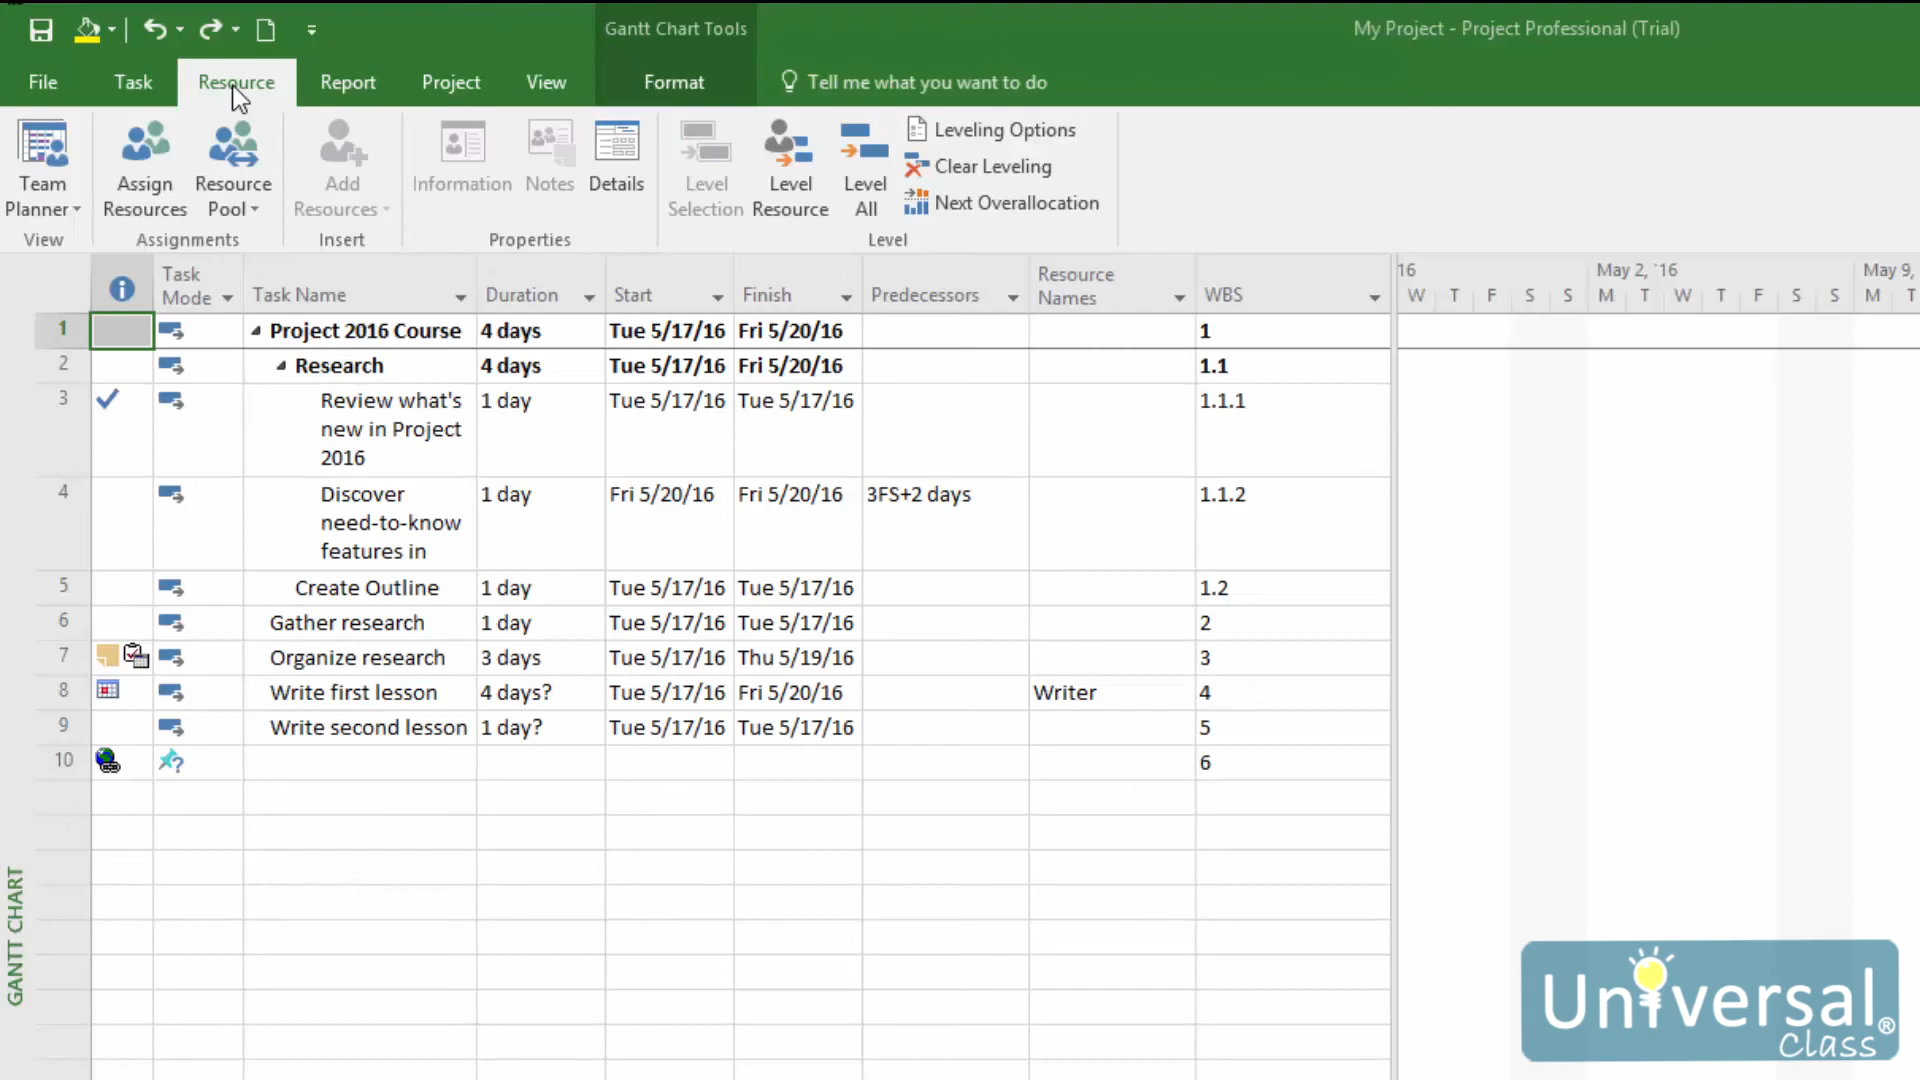 Gantt Chart Tools
My Project - Project Professional (Trial)
File Task Resource Report Project View Format Tell me what you want to do
Team Planner
View
Assign Resources
Resource Pool
Assignments
Add Resources
Insert
Information
Notes
Details
Properties
Level Selection
Level Resource
Level All
Leveling Options
Clear Leveling
Next Overallocation
Level
Task Mode Task Name Duration Start Finish Predecessors Resource Names WBS
16 May 2, '16 May 9,
W T F S S M T W T F S S M T
1 Project 2016 Course 4 days Tue 5/17/16 Fri 5/20/16 1
2 Research 4 days Tue 5/17/16 Fri 5/20/16 1.1
3 Review what's 1 day Tue 5/17/16 Tue 5/17/16 1.1.1
new in Project
2016
4 Discover 1 day Fri 5/20/16 Fri 5/20/16 3FS+2 days 1.1.2
need-to-know
features in
5 Create Outline 1 day Tue 5/17/16 Tue 5/17/16 1.2
6 Gather research 1 day Tue 5/17/16 Tue 5/17/16 2
7 Organize research 3 days Tue 5/17/16 Thu 5/19/16 3
8 Write first lesson 4 days? Tue 5/17/16 Fri 5/20/16 Writer 4
9 Write second lesson 1 day? Tue 5/17/16 Tue 5/17/16 5
10 6
GANTT CHART
Universal®
Class